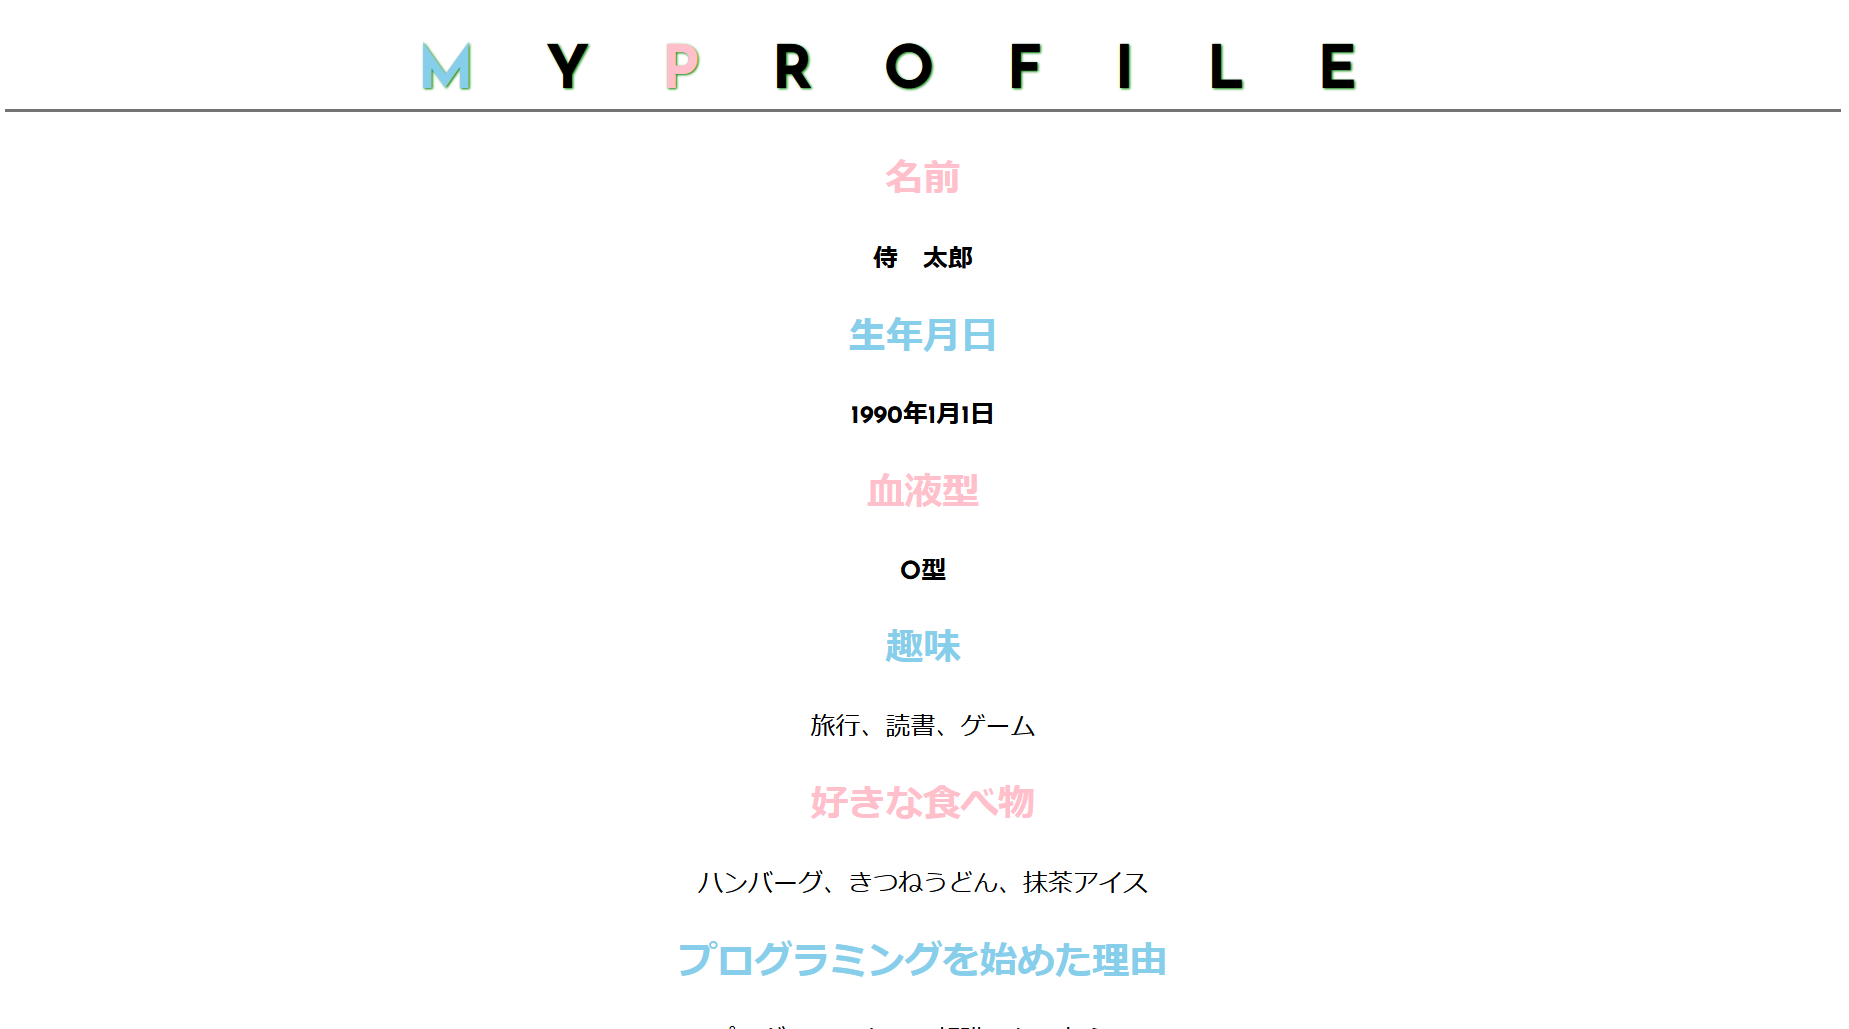 M Y P R O F I L E
名前
侍　太郎
生年月日
1990年1月1日
血液型
O型
趣味
旅行、読書、ゲーム
好きな食べ物
ハンバーグ、きつねうどん、抹茶アイス
プログラミングを始めた理由